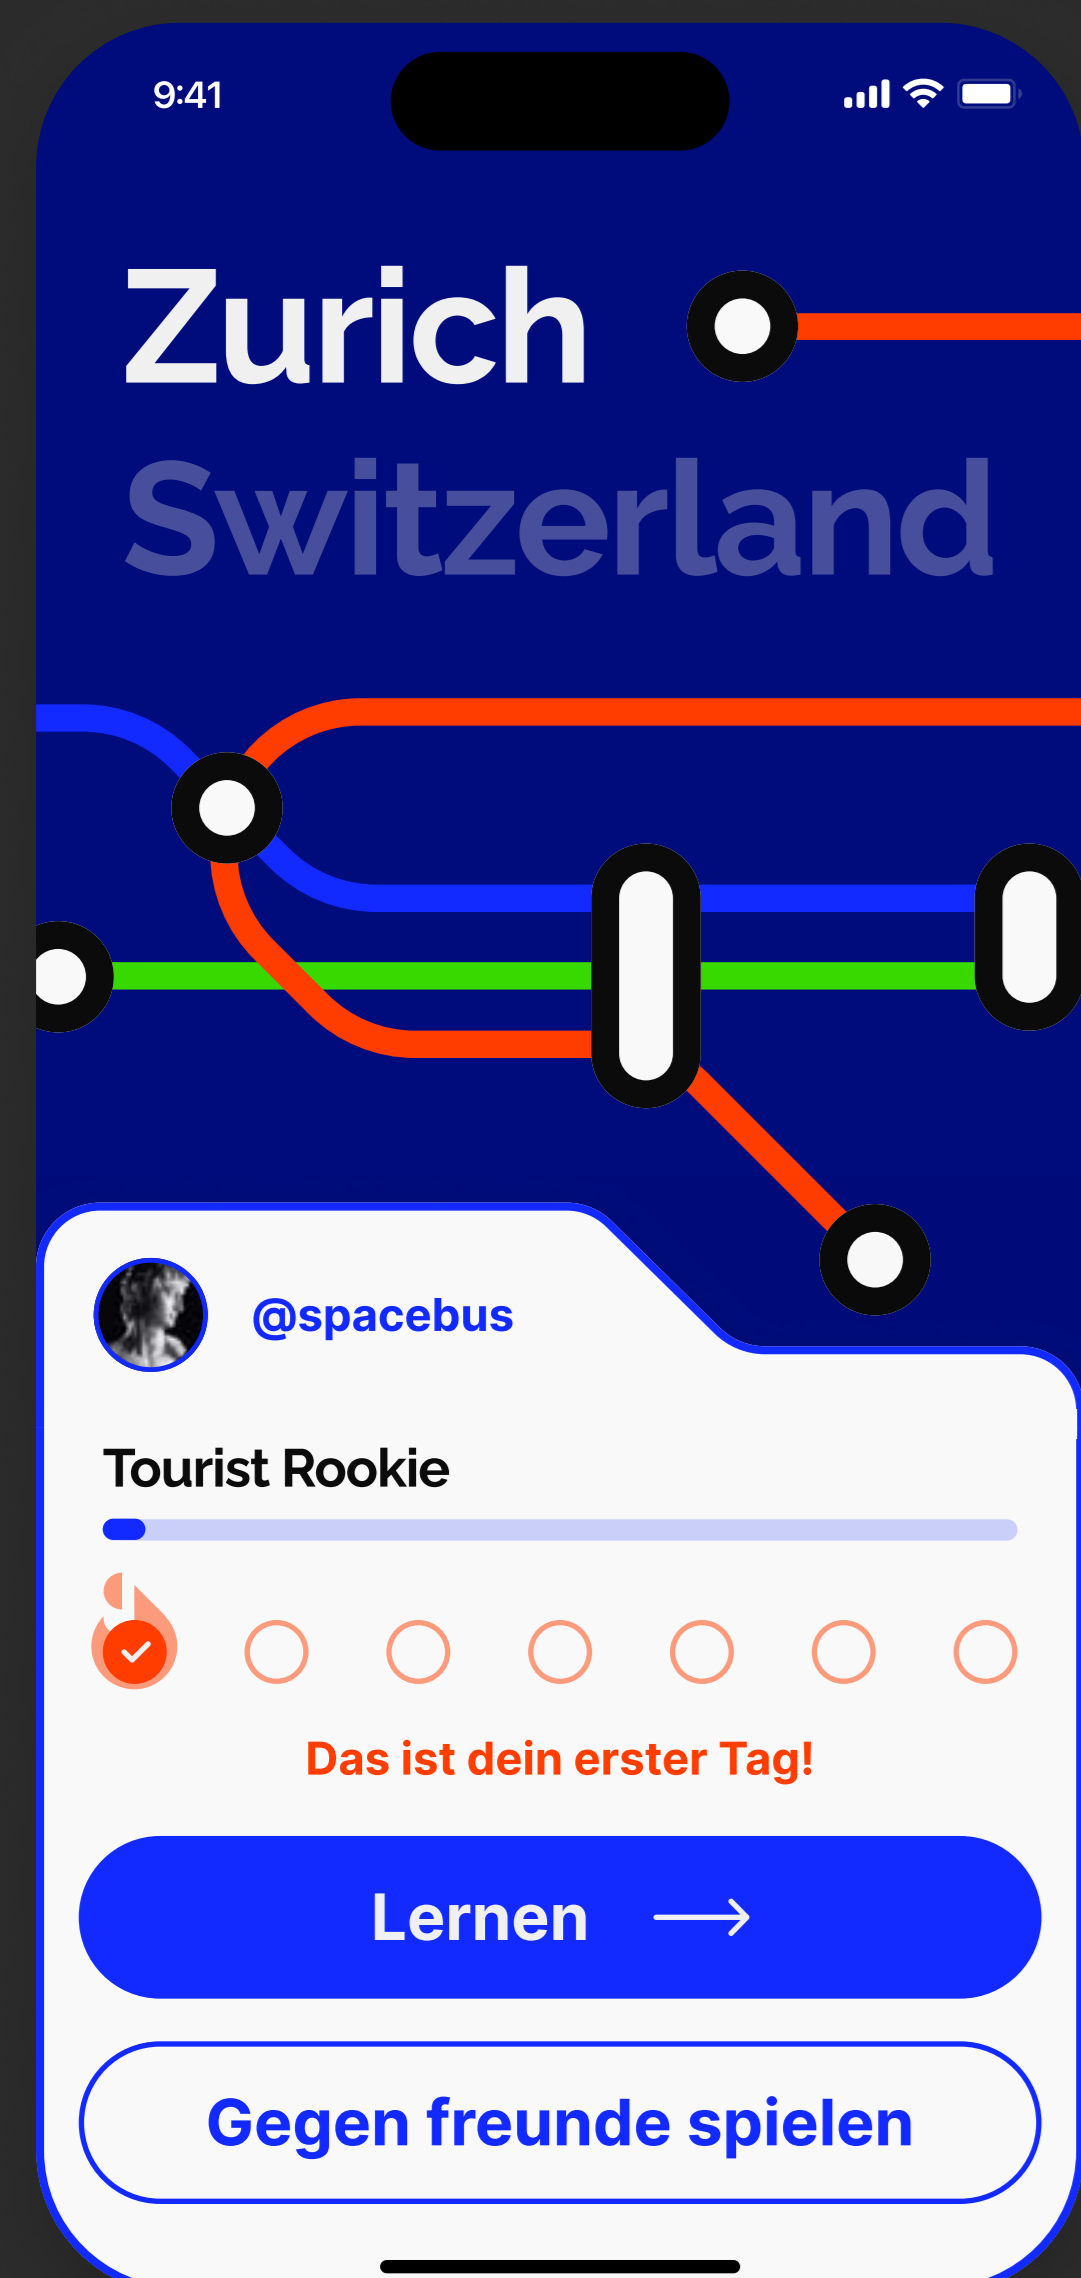 9:41
Zurich
Switzerland
@spacebus
Tourist Rookie
Das ist dein erster Tag!
Lernen
Gegen freunde spielen